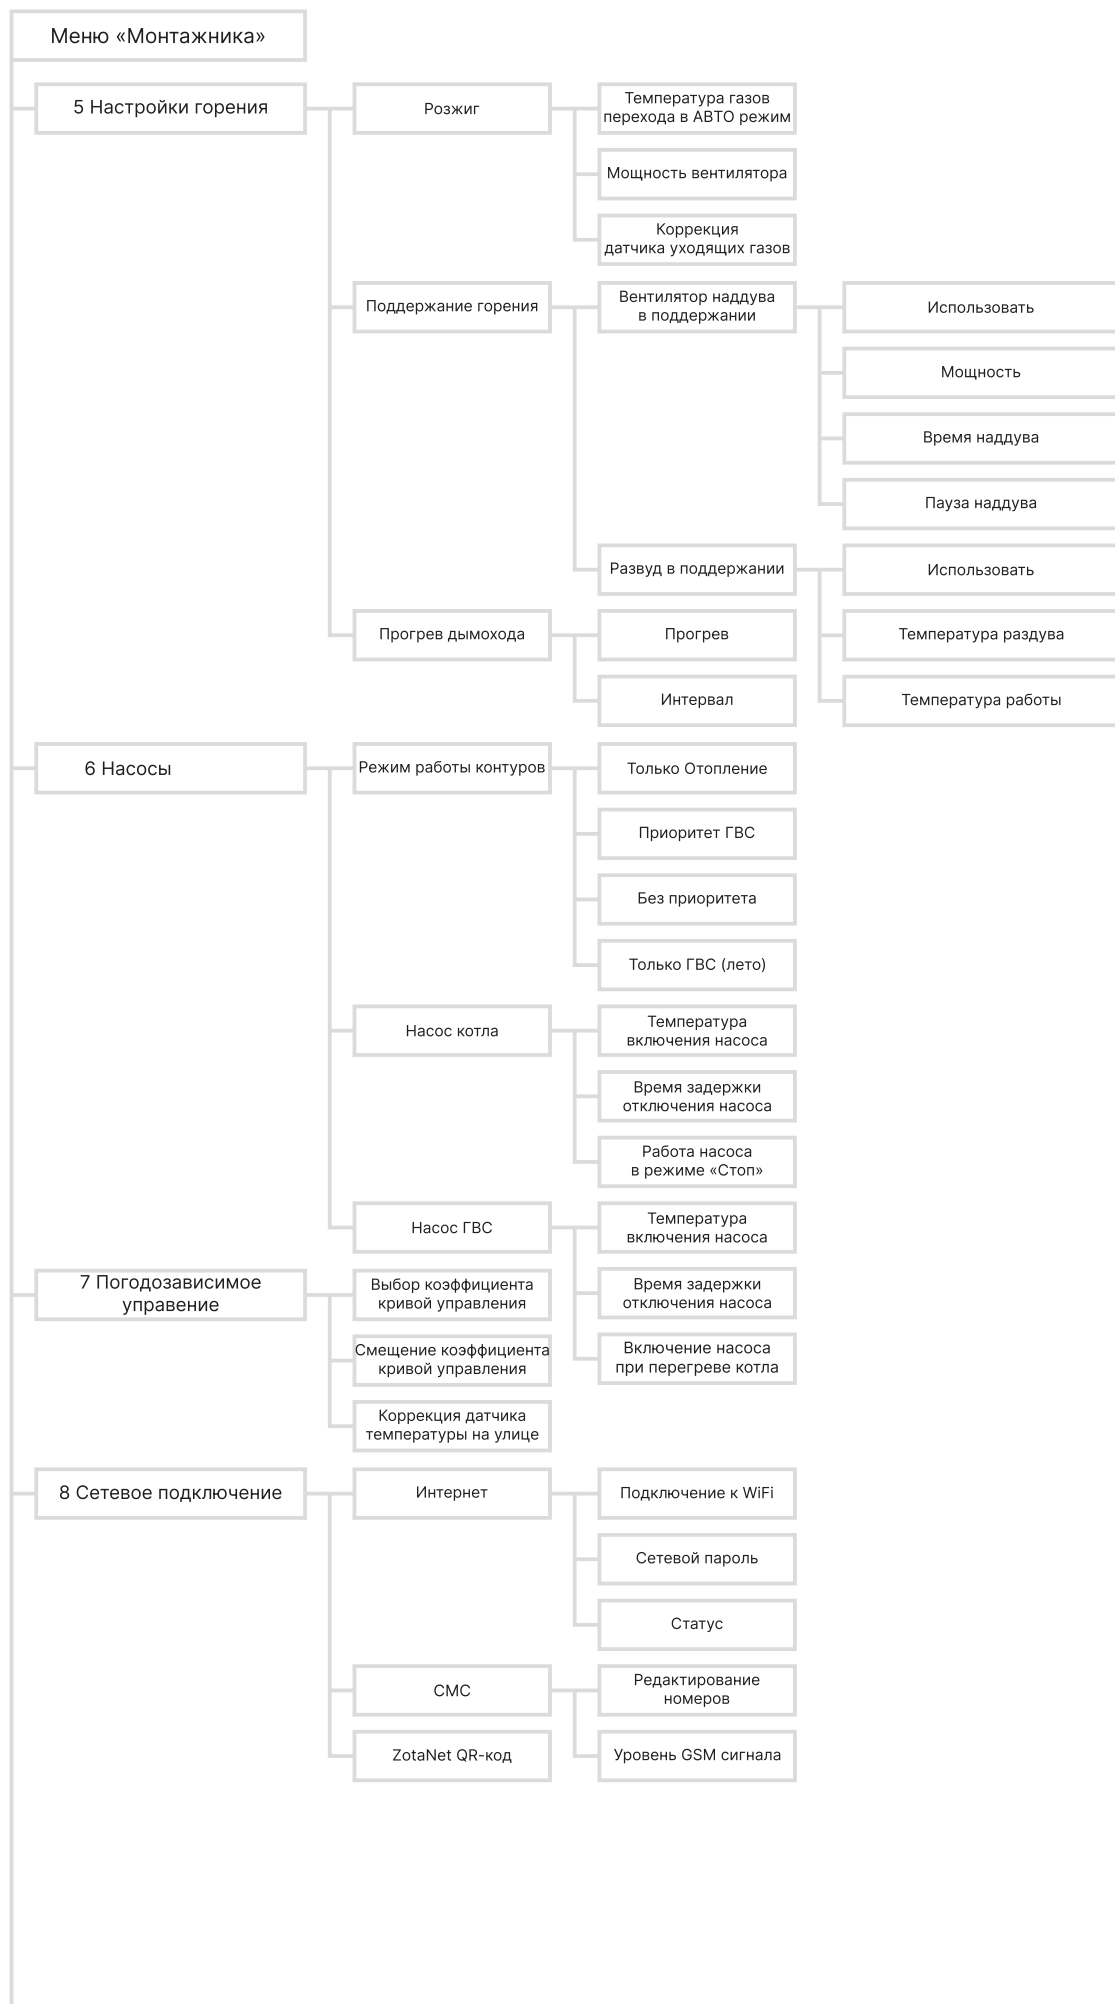 Меню «Монтажника»
5 Настройки горения
Розжиг
Температура газов
перехода в АВТО режим
Мощность вентилятора
Коррекция
датчика уходящих газов
Поддержание горения
Вентилятор наддува
в поддержании
Использовать
Мощность
Время наддува
Пауза наддува
Развуд в поддержании
Использовать
Температура раздува
Температура работы
Прогрев дымохода
Прогрев
Интервал
6 Насосы
Режим работы контуров
Только Отопление
Приоритет ГВС
Без приоритета
Только ГВС (лето)
Насос котла
Температура
включения насоса
Время задержки
отключения насоса
Работа насоса
в режиме «Стоп»
Насос ГВС
Температура
включения насоса
Время задержки
отключения насоса
Включение насоса
при перегреве котла
7 Погодозависимое
управение
Выбор коэффициента
кривой управления
Смещение коэффициента
кривой управления
Коррекция датчика
температуры на улице
8 Сетевое подключение
Интернет
Подключение к WiFi
Сетевой пароль
Статус
СМС
Редактирование
номеров
Уровень GSM сигнала
ZotaNet QR-код